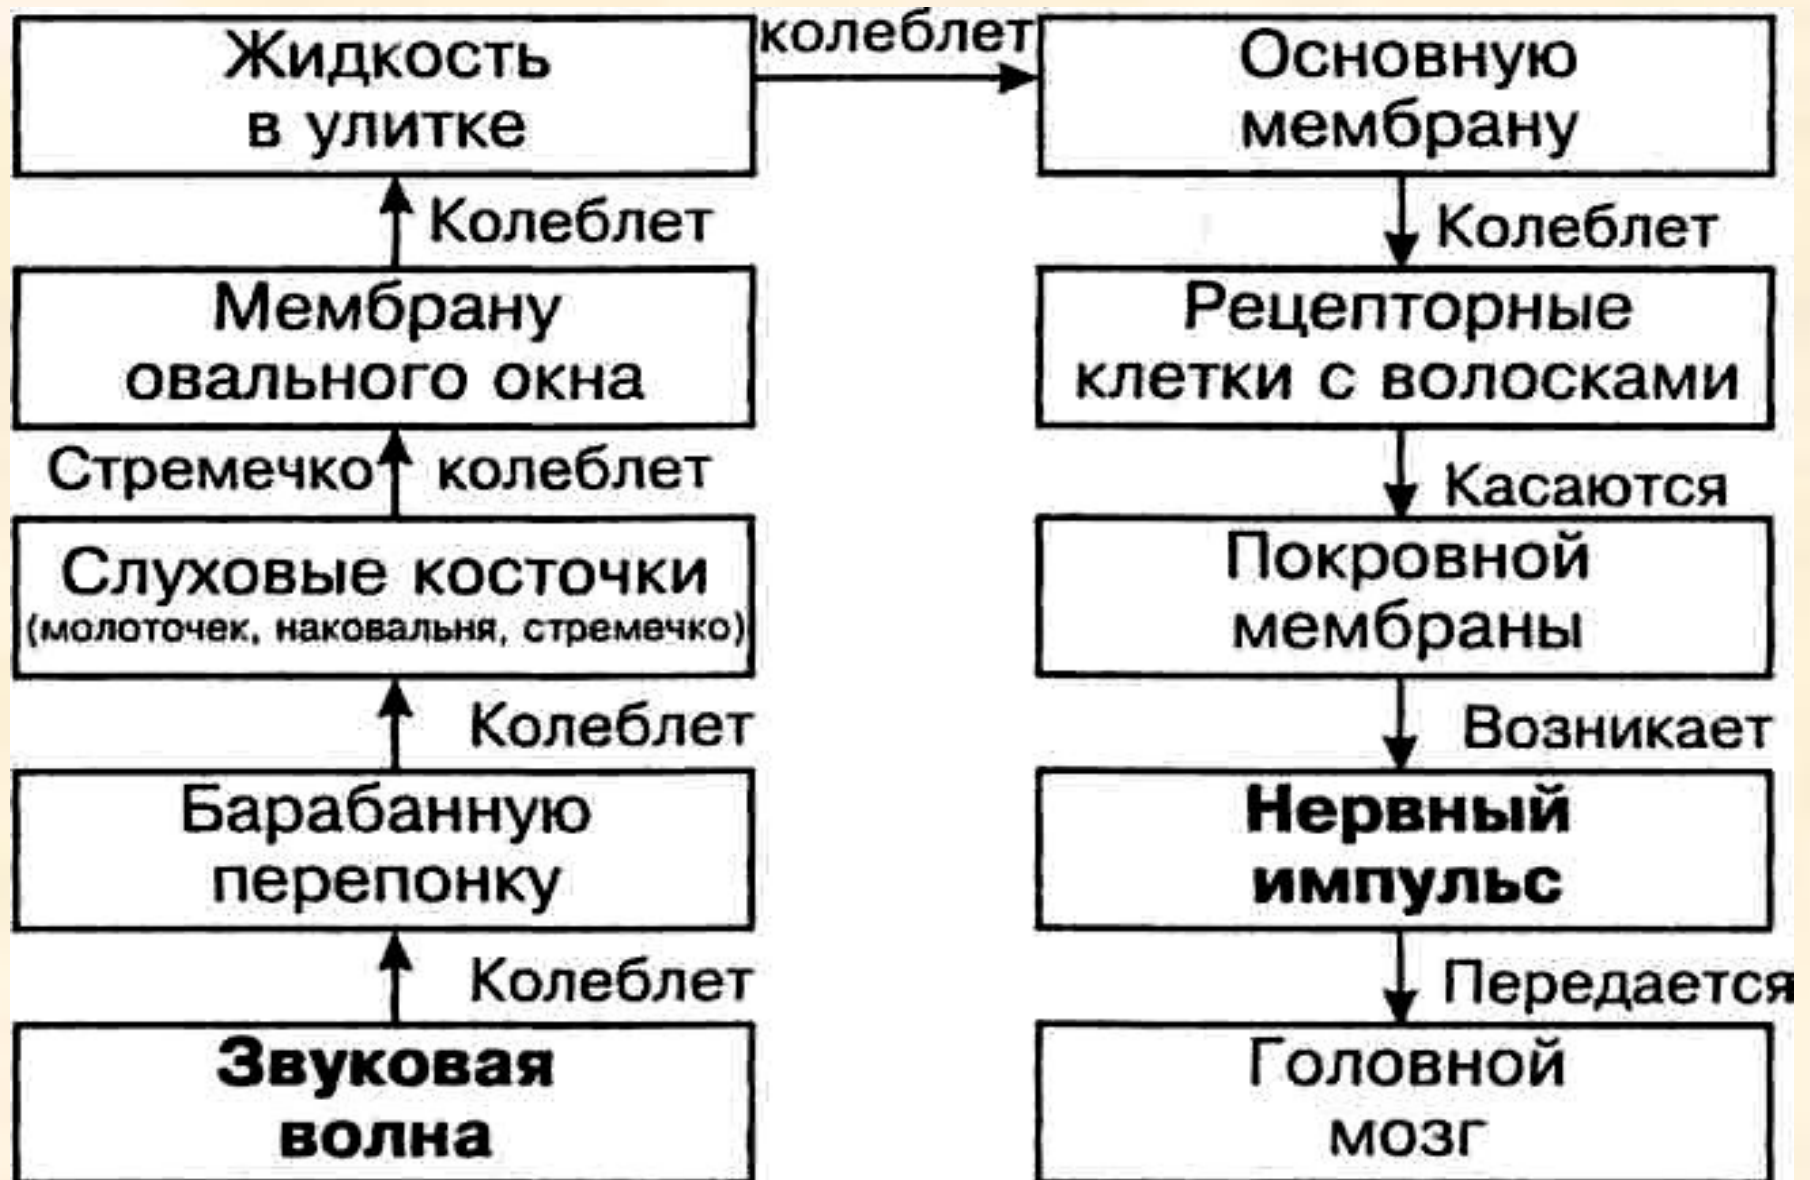 Жидкость
в улитке
колеблет
Основную
мембрану
Колеблет
Колеблет
Мембрану
овального окна
Рецепторные
клетки с волосками
Стремечко колеблет
Касаются
Слуховые косточки
(молоточек, наковальня, стремечко)
Покровной
мембраны
Колеблет
Возникает
Барабанную
перепонку
Нервный
импульс
Колеблет
Передается
Звуковая
волна
Головной
мозг